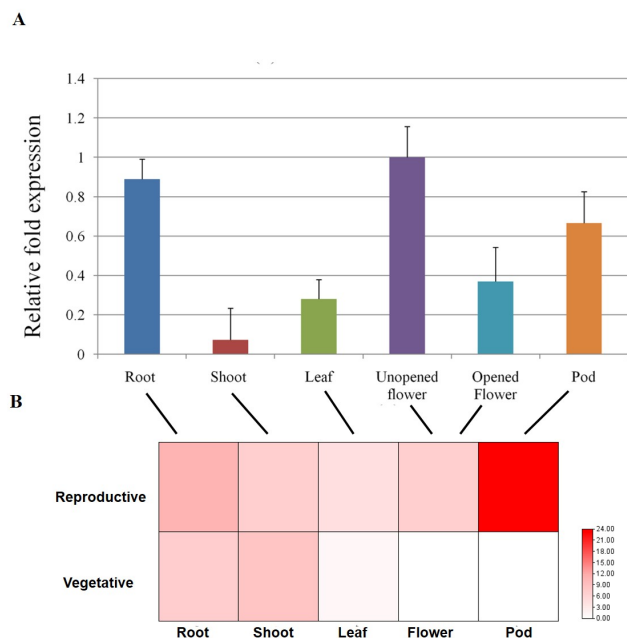 A
1.4
1.2
1
0.8
0.6
0.4
0.2
0
Relative fold expression
Root Shoot Leaf Unopened flower Opened Flower Pod
B
Reproductive
Vegetative
24.00
21.00
18.00
15.00
12.00
9.00
6.00
3.00
0.00
Root Shoot Leaf Flower Pod